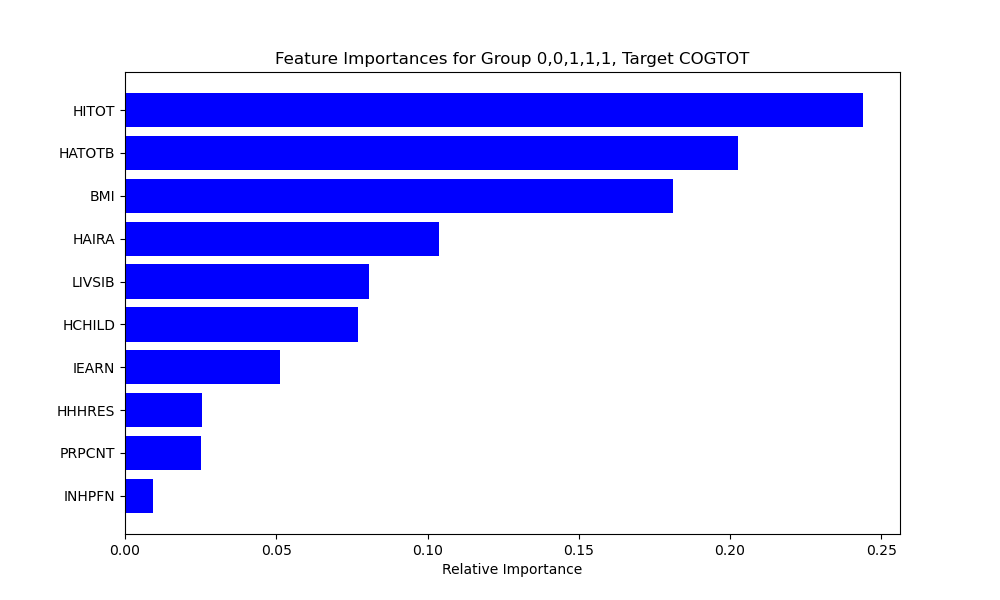 Feature Importances for Group 0,0,1,1,1, Target COGTOT
HITOT
HATOTB
BMI
HAIRA
LIVSIB
HCHILD
IEARN
HHHRES
PRPCNT
INHPFN
0.00 0.05 0.10 0.15 0.20 0.25
Relative Importance